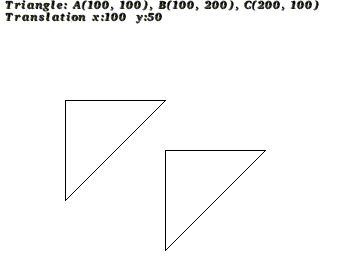 Triangle: A(100, 100), B(100, 200), C(200, 100)
Translation x:100 y:50